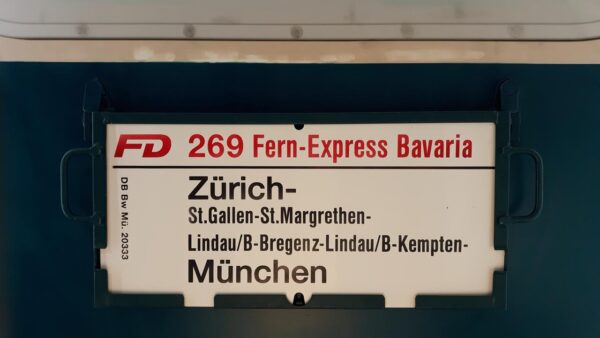 FD 269 Fern-Express Bavaria
Zürich-
St.Gallen-St.Margrethen-
Lindau/B-Bregenz-Lindau/B-Kempten-
München
DB Bw Mü. 20333